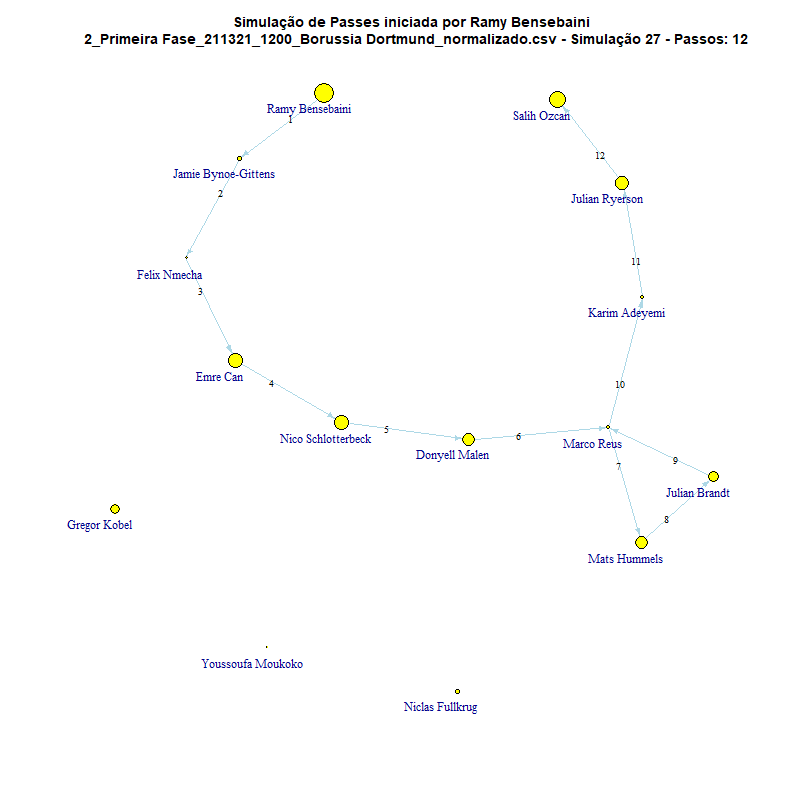 Simulação de Passes iniciada por Ramy Bensebaini
2_Primeira Fase_211321_1200_Borussia Dortmund_normalizado.csv - Simulação 27 - Passos: 12
Ramy Bensebaini
Salih Ozcan
1
12
Jamie Bynoe-Gittens
2
Julian Ryerson
11
Felix Nmecha
3
Karim Adeyemi
Emre Can
4
10
Nico Schlotterbeck
5
6
Donyell Malen
Marco Reus
7
9
Julian Brandt
8
Gregor Kobel
Mats Hummels
Youssoufa Moukoko
Niclas Fullkrug